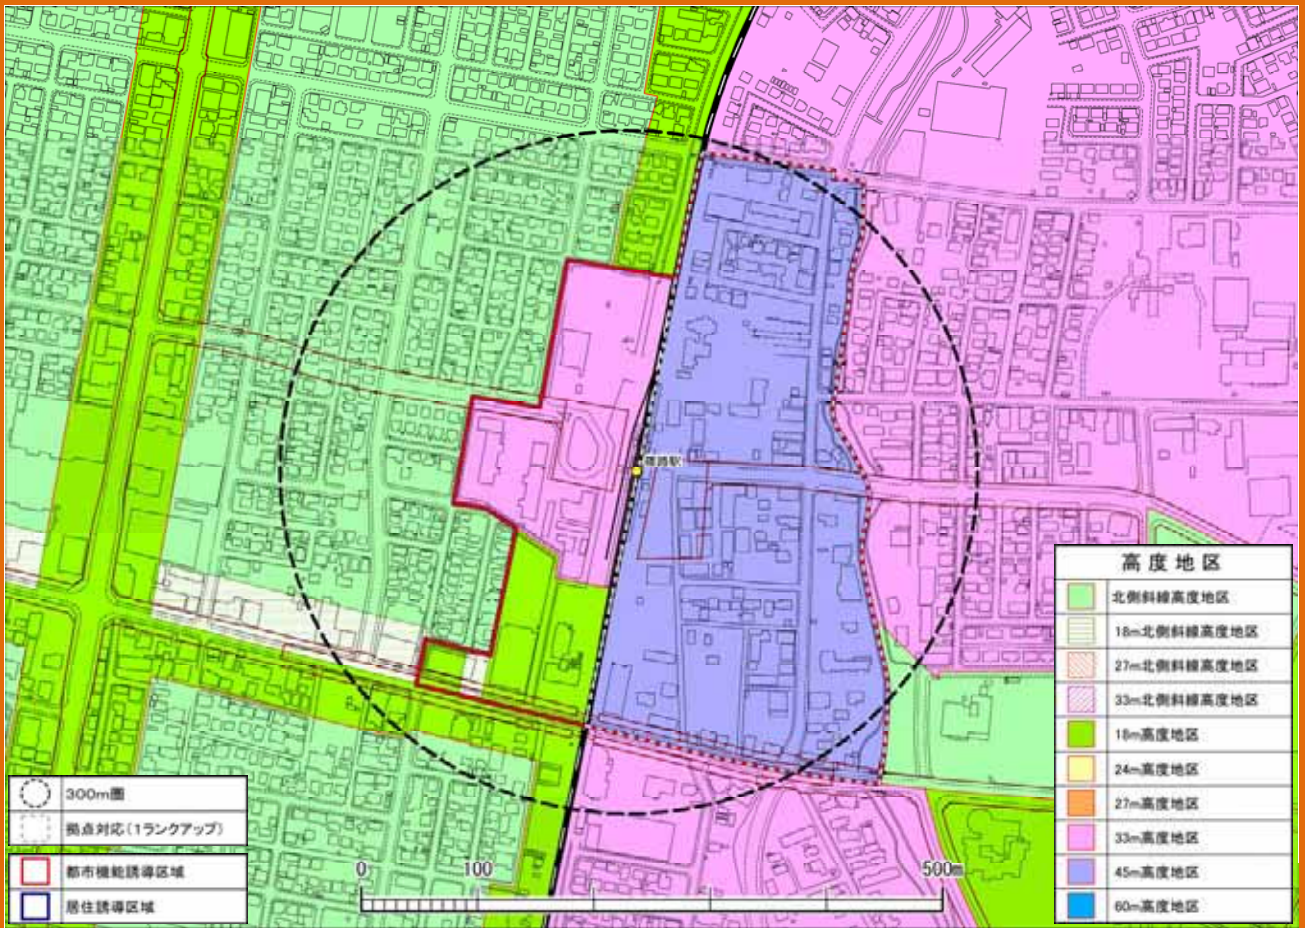 篠路駅
高度地区
北側斜線高度地区
18m北側斜線高度地区
27m北側斜線高度地区
33m北側斜線高度地区
18m高度地区
24m高度地区
27m高度地区
33m高度地区
45m高度地区
60m高度地区
300m圏
拠点対応(1ランクアップ)
都市機能誘導区域
居住誘導区域
0 100 500m